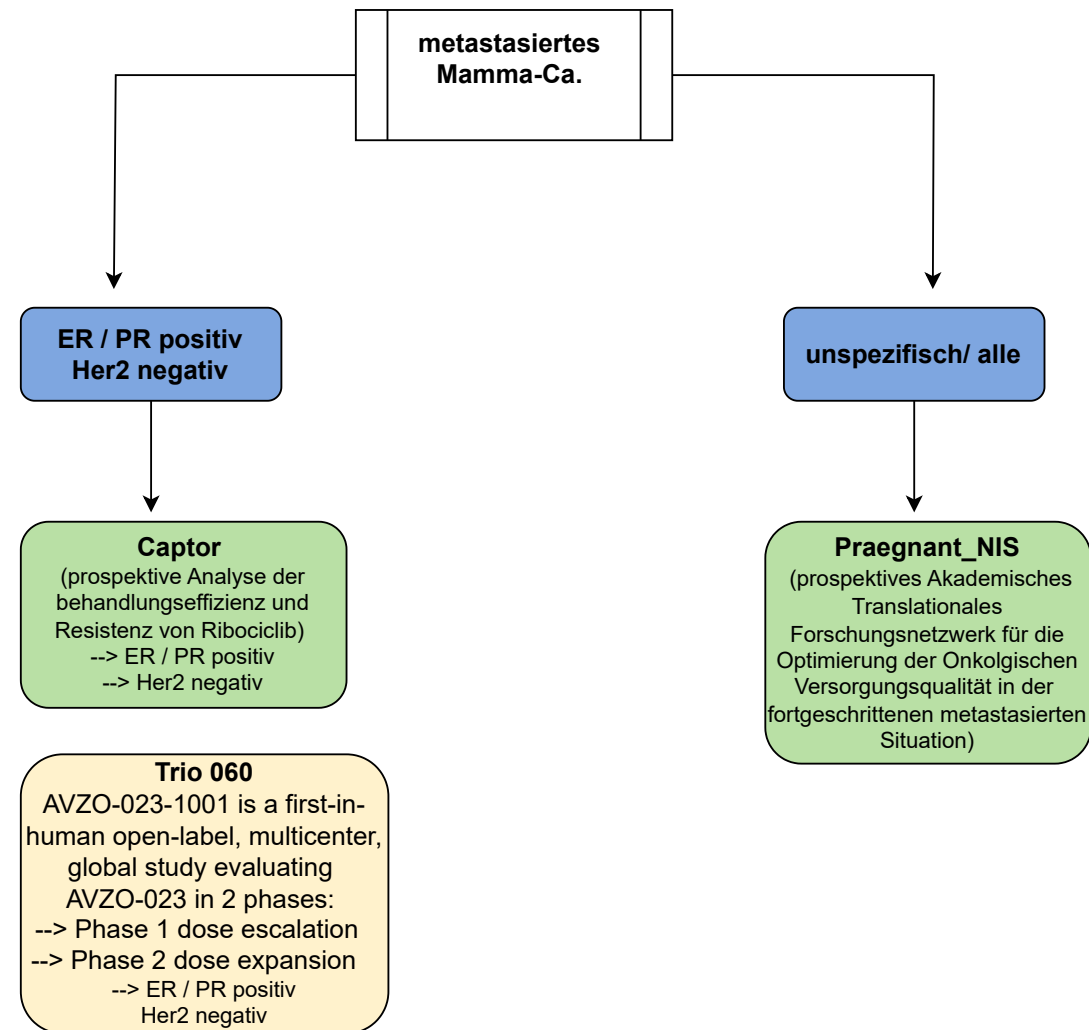 metastasiertes
Mamma-Ca.
ER / PR positiv
Her2 negativ
unspezifisch/ alle
Captor
(prospektive Analyse der
behandlungseffizienz und
Resistenz von Ribociclib)
--> ER / PR positiv
--> Her2 negativ
Praegnant_NIS
(prospektives Akademisches
Translationales
Forschungsnetzwerk für die
Optimierung der Onkolgischen
Versorgungsqualität in der
fortgeschrittenen metastasierten
Situation)
Trio 060
AVZO-023-1001 is a first-in-
human open-label, multicenter,
global study evaluating
AVZO-023 in 2 phases:
--> Phase 1 dose escalation
--> Phase 2 dose expansion
--> ER / PR positiv
Her2 negativ